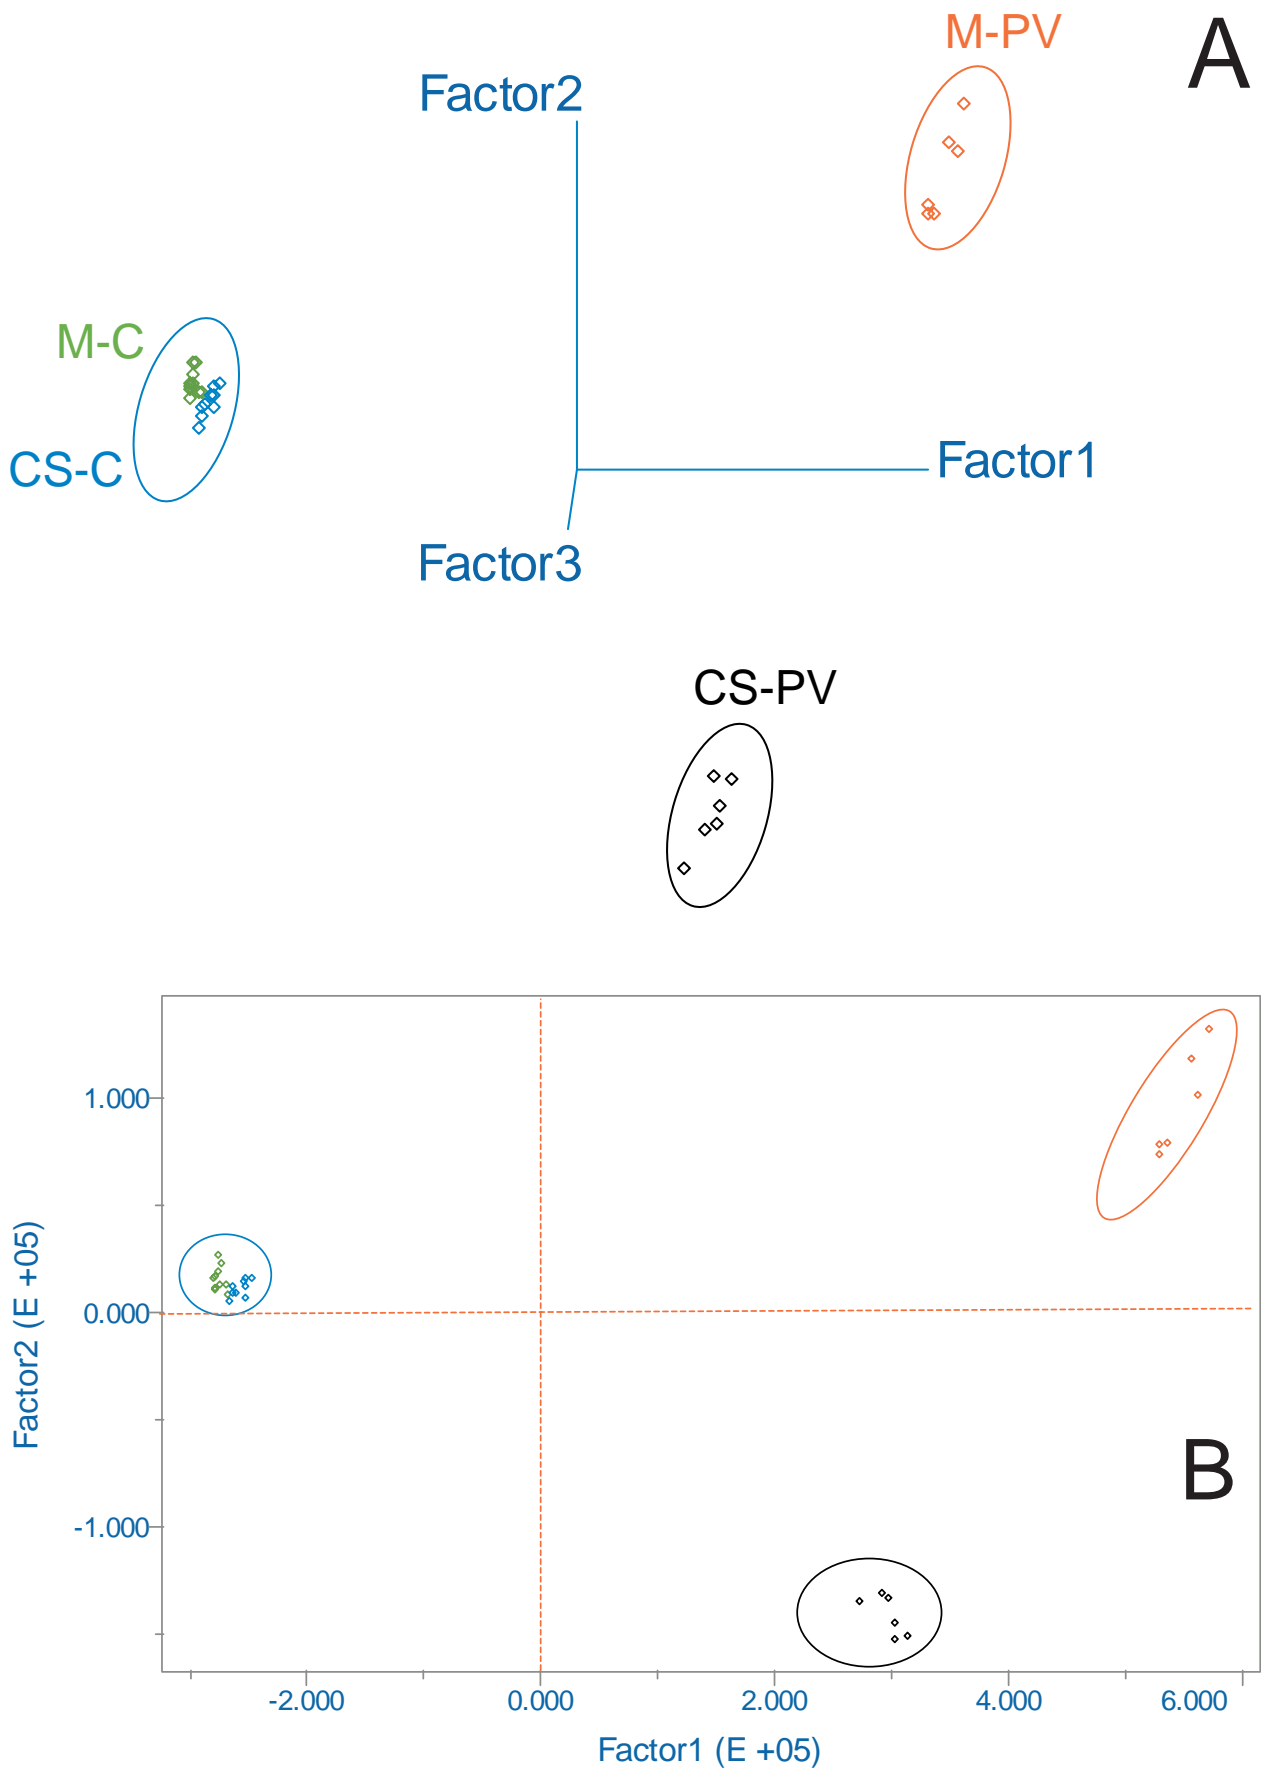 M-PV
A
Factor2
M-C
CS-C
Factor1
Factor3
CS-PV
1.000
0.000
-1.000
Factor2 (E +05)
B
-2.000 0.000 2.000 4.000 6.000
Factor1 (E +05)